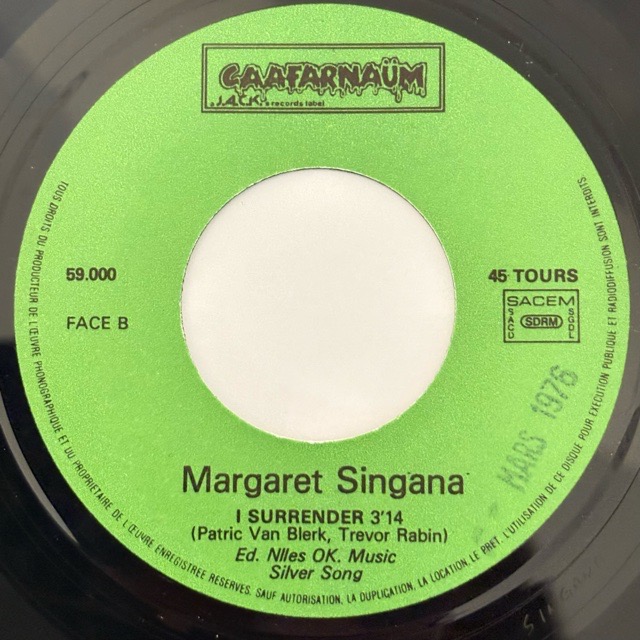 CAAFARNAÜM
J.A.C.K.'s records label
59.000
45 TOURS
FACE B
SACEM
SACD
SDRM
SGDL
MARS 1976
Margaret Singana
I SURRENDER 3'14
(Patric Van Blerk, Trevor Rabin)
Ed. Nlles OK. Music
Silver Song
TOUS DROITS DU PRODUCTEUR DE L'ŒUVRE PHONOGRAPHIQUE ET DU PROPRIETAIRE DE L'ŒUVRE ENREGISTREE RESERVES. SAUF AUTORISATION, LA DUPLICATION, LA LOCATION, LE PRET, L'UTILISATION DE CE DISQUE POUR EXECUTION PUBLIQUE ET RADIODIFFUSION SONT INTERDITS.